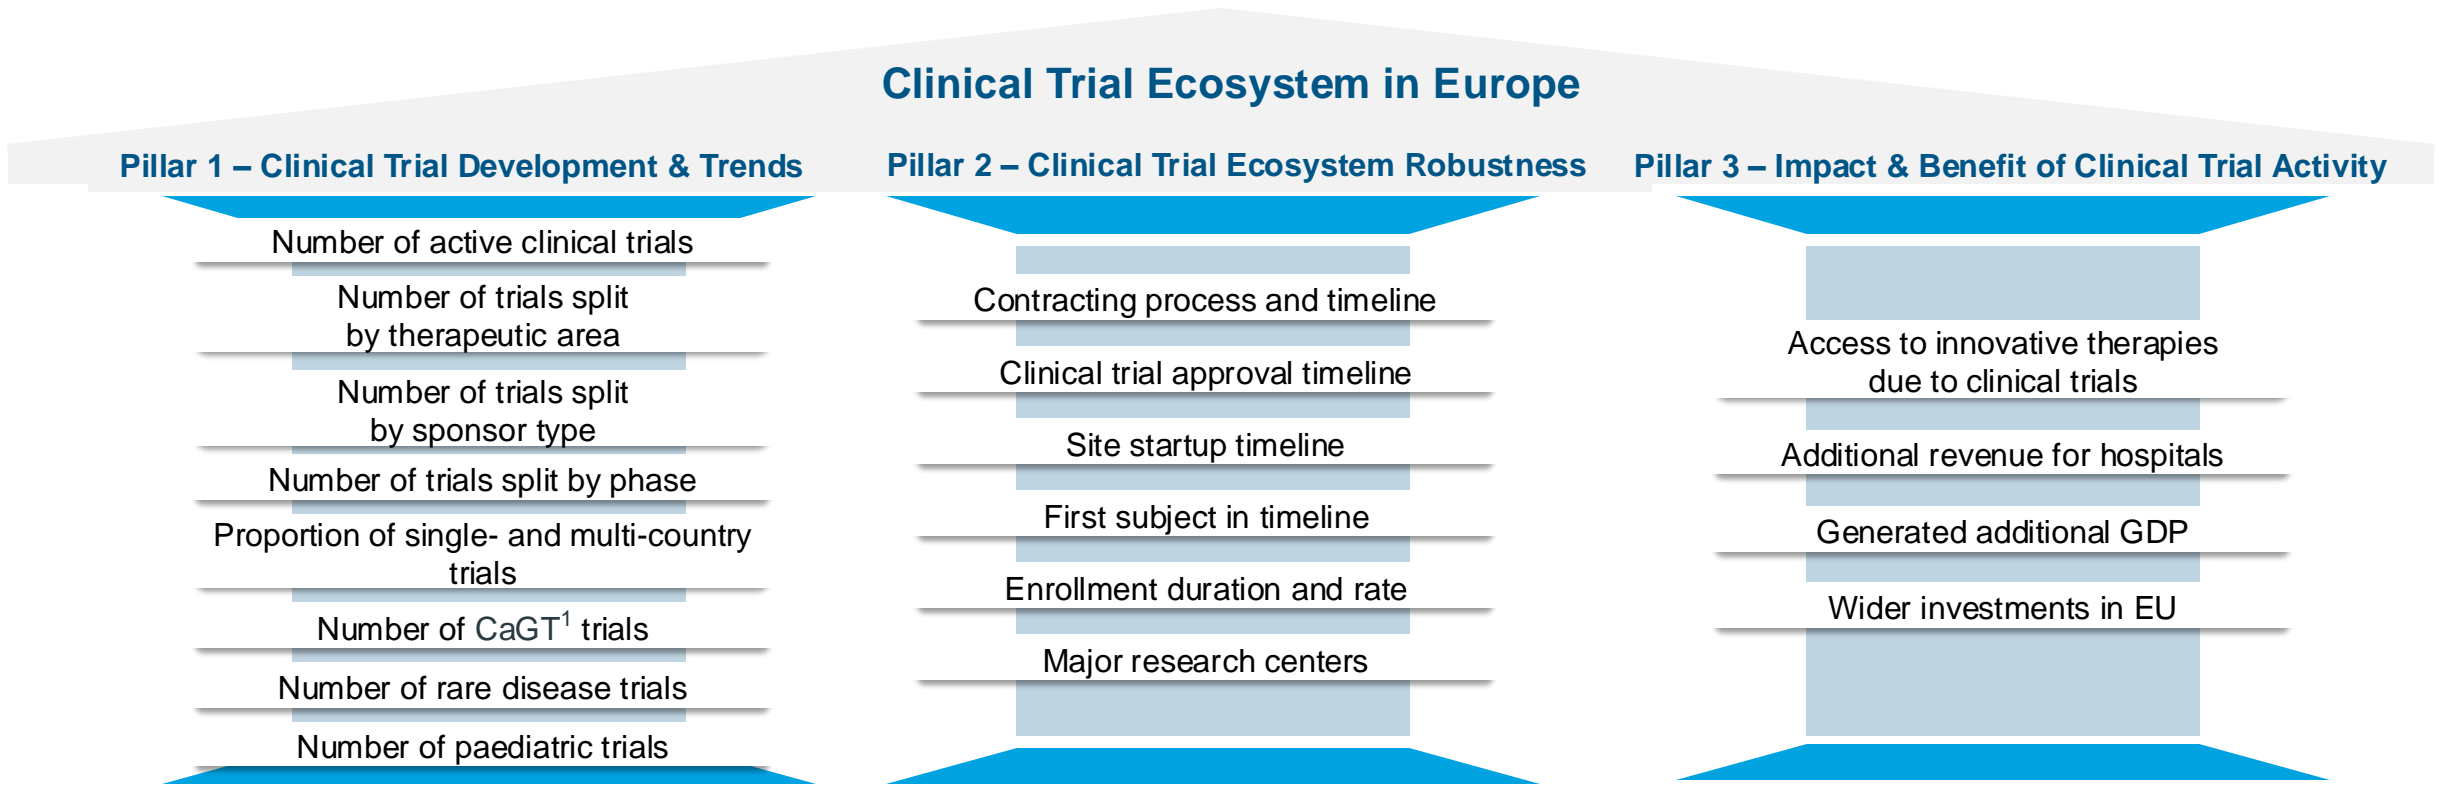 Clinical Trial Ecosystem in Europe
Pillar 1 – Clinical Trial Development & Trends
Number of active clinical trials
Number of trials split
by therapeutic area
Number of trials split
by sponsor type
Number of trials split by phase
Proportion of single- and multi-country
trials
Number of CaGT¹ trials
Number of rare disease trials
Number of paediatric trials
Pillar 2 – Clinical Trial Ecosystem Robustness
Contracting process and timeline
Clinical trial approval timeline
Site startup timeline
First subject in timeline
Enrollment duration and rate
Major research centers
Pillar 3 – Impact & Benefit of Clinical Trial Activity
Access to innovative therapies
due to clinical trials
Additional revenue for hospitals
Generated additional GDP
Wider investments in EU